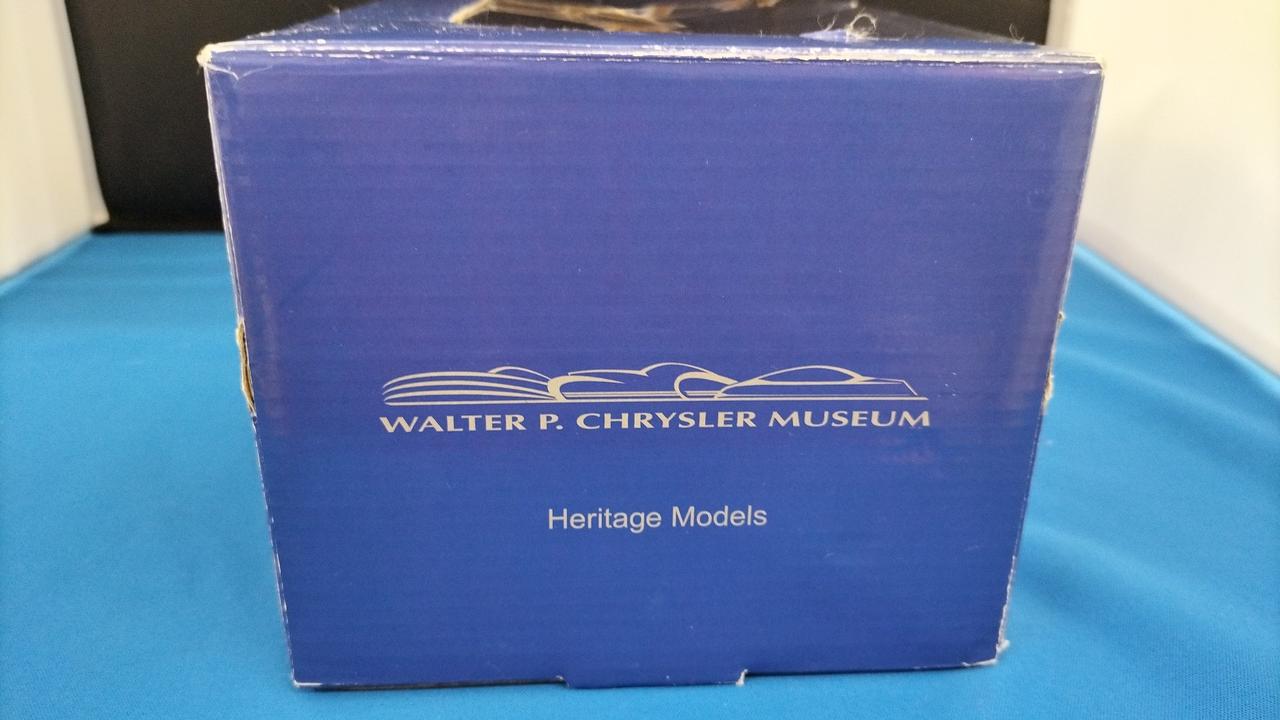 WALTER P. CHRYSLER MUSEUM
Heritage Models